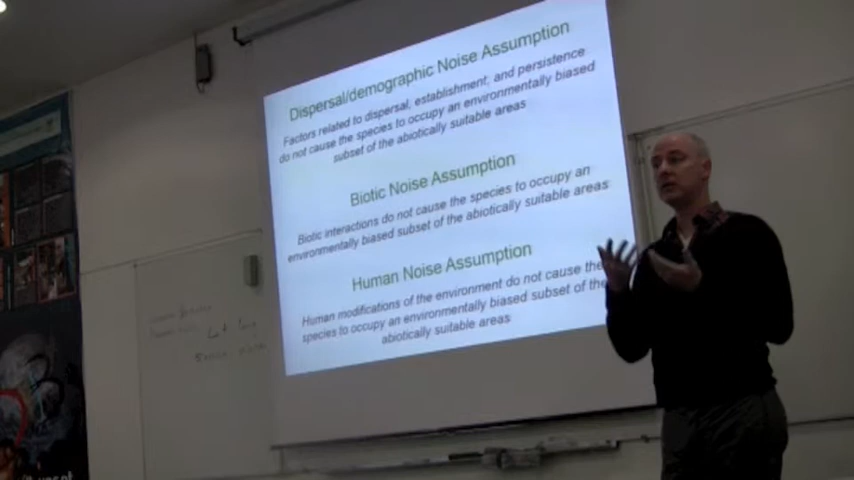 Dispersal/demographic Noise Assumption
Factors related to dispersal, establishment, and persistence
do not cause the species to occupy an environmentally biased
subset of the abiotically suitable areas
Biotic Noise Assumption
Biotic interactions do not cause the species to occupy an
environmentally biased subset of the abiotically suitable areas
Human Noise Assumption
Human modifications of the environment do not cause the
species to occupy an environmentally biased subset of the
abiotically suitable areas